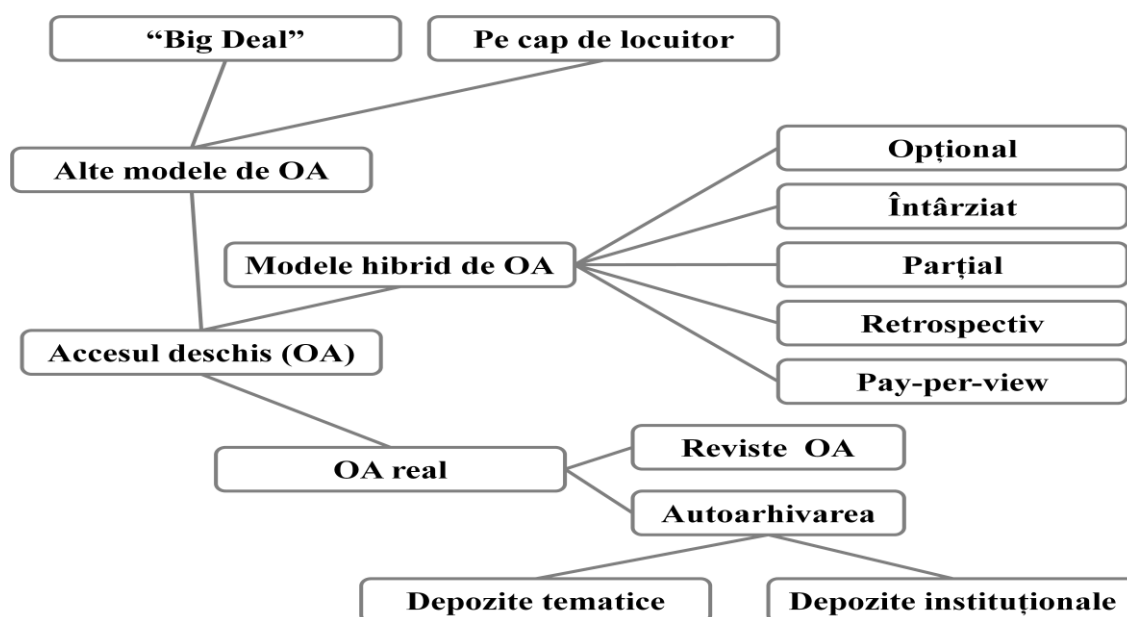 “Big Deal”
Pe cap de locuitor
Alte modele de OA
Opțional
Întârziat
Modele hibrid de OA
Parțial
Retrospectiv
Accesul deschis (OA)
Pay-per-view
Reviste  OA
OA real
Autoarhivarea
Depozite tematice
Depozite instituționale